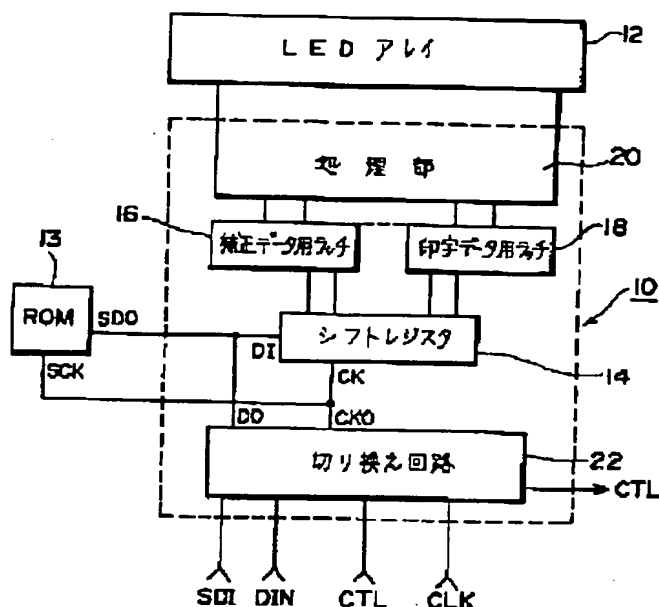 LED アレイ
12
処理部
20
16
補正データ用ラッチ
印字データ用ラッチ
18
13
ROM
SDO
SCK
DI
シフトレジスタ
14
10
CK
DO
CKO
切り換え回路
22
CTL
SDI DIN CTL CLK